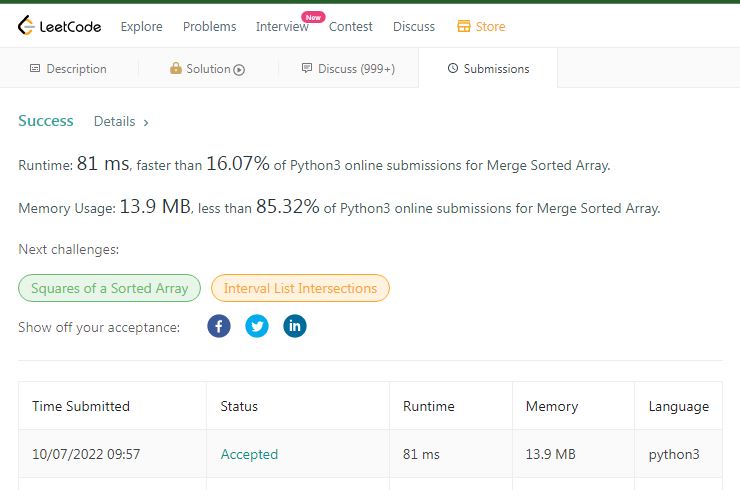 LeetCode Explore Problems Interview New Contest Discuss Store
Description Solution Discuss (999+) Submissions
Success Details >
Runtime: 81 ms, faster than 16.07% of Python3 online submissions for Merge Sorted Array.
Memory Usage: 13.9 MB, less than 85.32% of Python3 online submissions for Merge Sorted Array.
Next challenges:
Squares of a Sorted Array Interval List Intersections
Show off your acceptance:
Time Submitted Status Runtime Memory Language
10/07/2022 09:57 Accepted 81 ms 13.9 MB python3